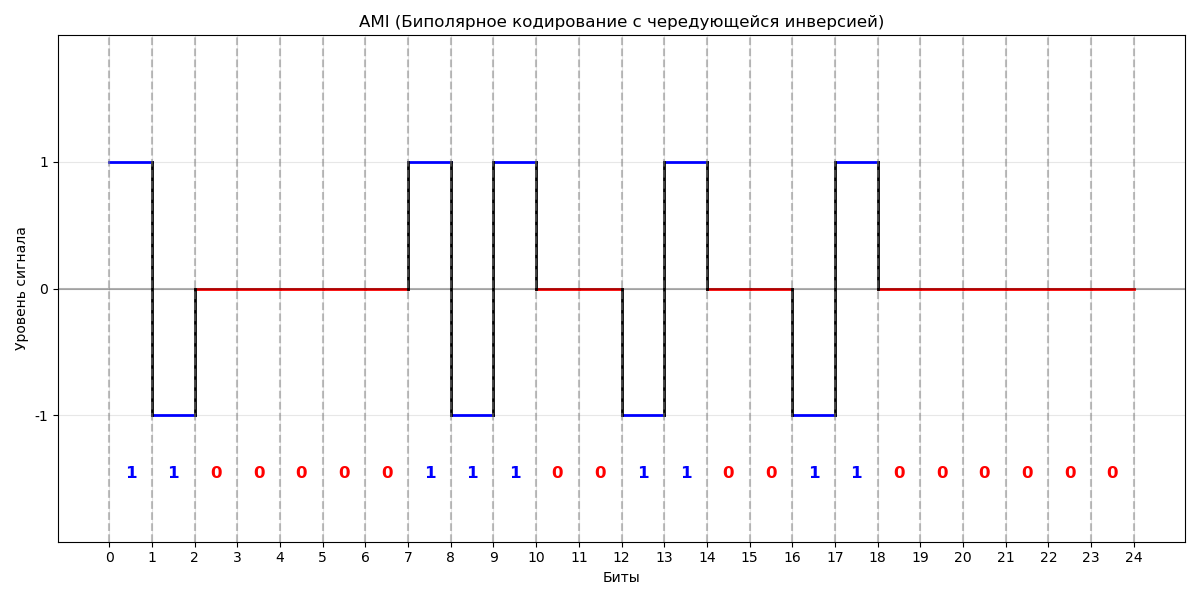 AMI (Биполярное кодирование с чередующейся инверсией)
Уровень сигнала
1
0
-1
1 1 0 0 0 0 0 1 1 1 0 0 1 1 0 0 1 1 0 0 0 0 0 0
0 1 2 3 4 5 6 7 8 9 10 11 12 13 14 15 16 17 18 19 20 21 22 23 24
Биты